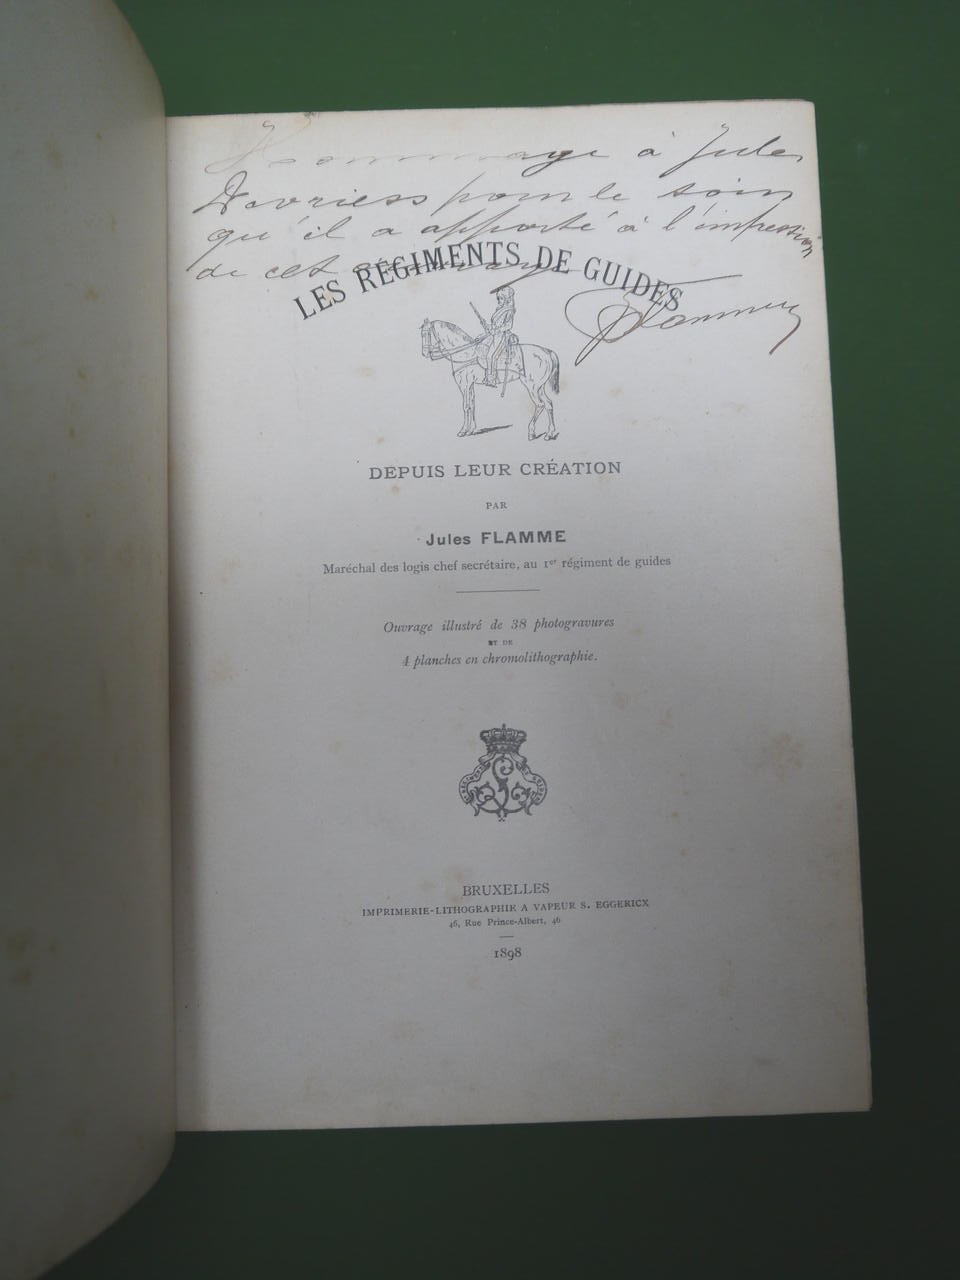 Hommage à Jules
Devriess pour le soin
qu'il a apporté à l'impression
de cet ouvrage
Flamme
LES RÉGIMENTS DE GUIDES
DEPUIS LEUR CRÉATION
PAR
Jules FLAMME
Maréchal des logis chef secrétaire, au 1er régiment de guides
Ouvrage illustré de 38 photogravures
ET DE
4 planches en chromolithographie.
BRUXELLES
IMPRIMERIE-LITHOGRAPHIE A VAPEUR S. EGGERICX
46, Rue Prince-Albert, 46
1898